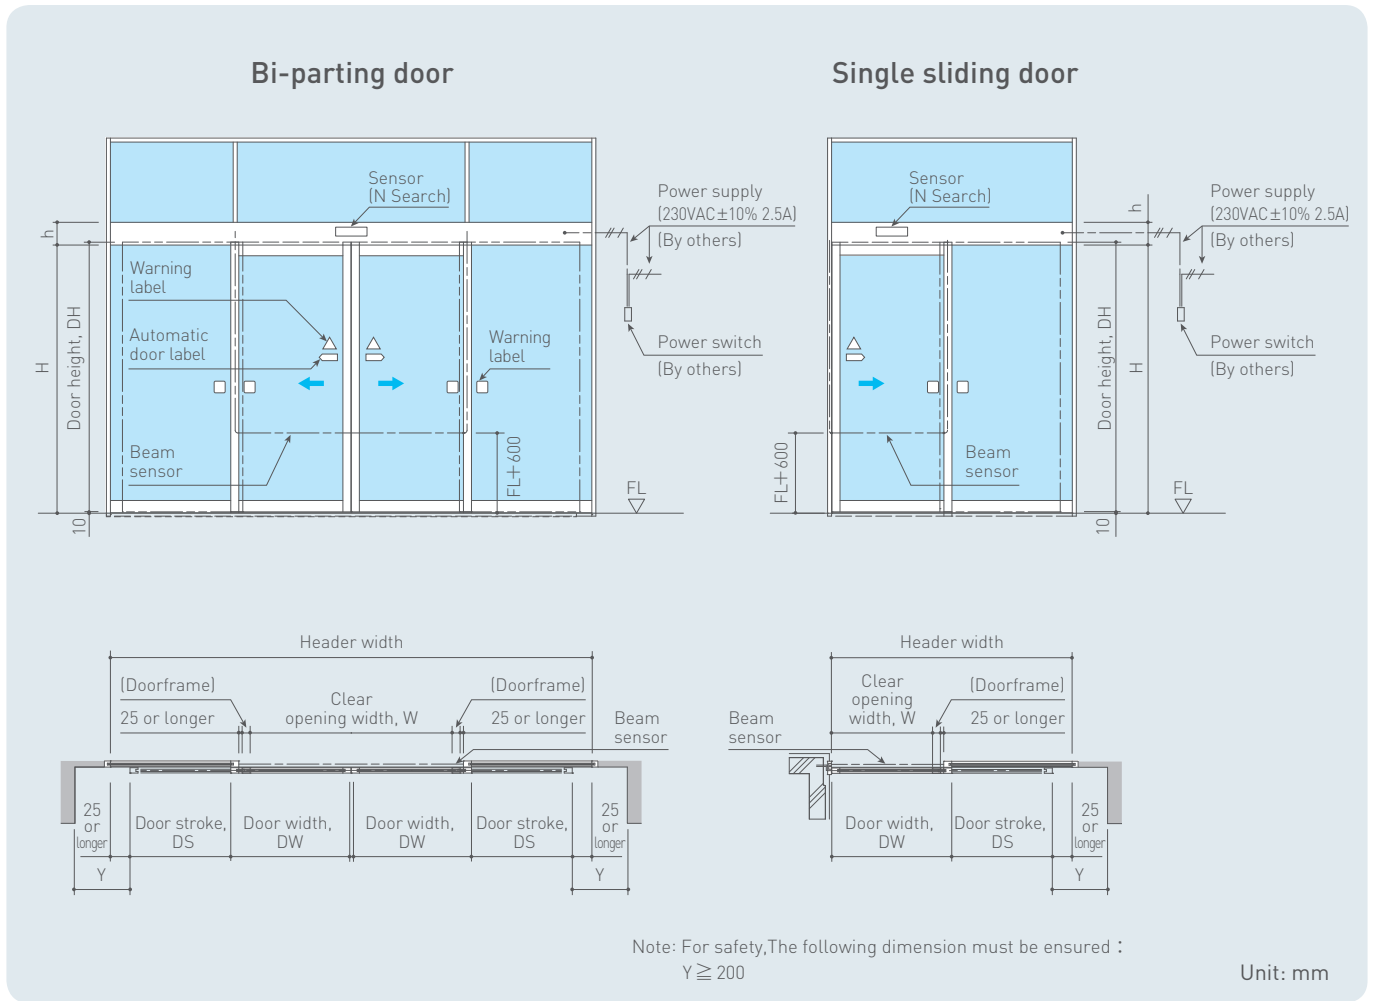 Bi-parting door
Sensor
(N Search)
Power supply
(230VAC±10% 2.5A)
(By others)
h
Warning
label
Automatic
door label
Warning
label
Power switch
(By others)
H
Door height, DH
Beam
sensor
FL+600
FL
10
Single sliding door
Sensor
(N Search)
Power supply
(230VAC±10% 2.5A)
(By others)
h
Power switch
(By others)
Door height, DH
H
Beam
sensor
FL+600
FL
10
Header width
(Doorframe)
25 or longer
Clear
opening width, W
(Doorframe)
25 or longer
Beam
sensor
25
or
longer
Door stroke,
DS
Door width,
DW
Door width,
DW
Door stroke,
DS
25
or
longer
Y
Y
Header width
Clear
opening
width, W
(Doorframe)
25 or longer
Beam
sensor
Door width,
DW
Door stroke,
DS
25
or
longer
Y
Note: For safety,The following dimension must be ensured：
Y≧200
Unit: mm